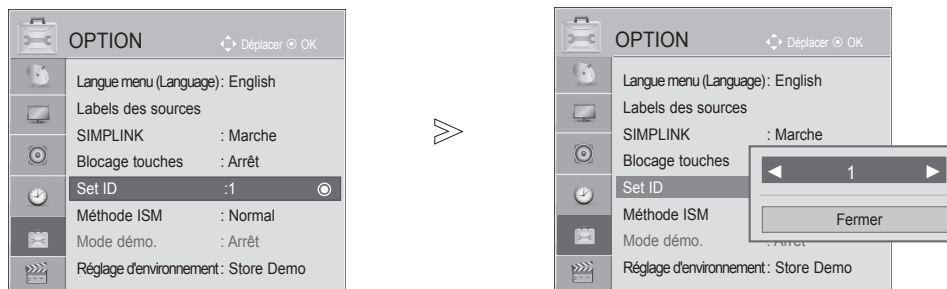 OPTION
Déplacer OK
Langue menu (Language) : English
Labels des sources
SIMPLINK : Marche
Blocage touches : Arrêt
Set ID :1
Méthode ISM : Normal
Mode démo. : Arrêt
Réglage d'environnement : Store Demo
OPTION
Déplacer OK
Langue menu (Language) : English
Labels des sources
SIMPLINK : Marche
Blocage touches
Set ID
◄ 1 ►
Méthode ISM
Fermer
Mode démo. : Arrêt
Réglage d'environnement : Store Demo